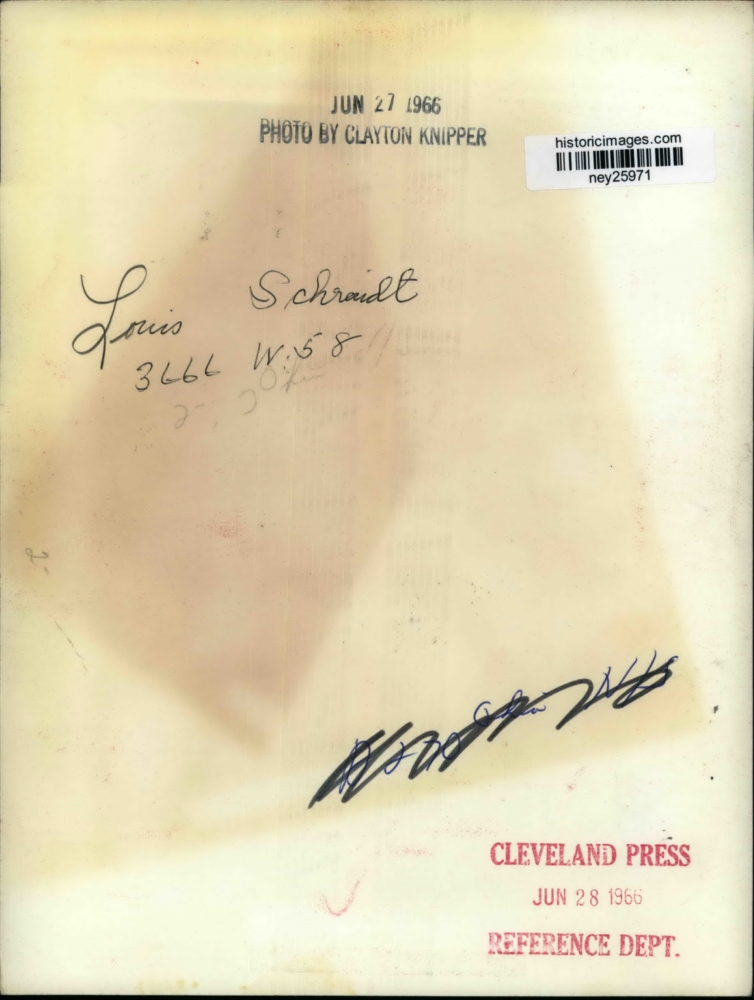 JUN 27 1966
PHOTO BY CLAYTON KNIPPER
historicimages.com
ney25971
Louis Schmidt
3666 W.58
CLEVELAND PRESS
JUN 28 1966
REFERENCE DEPT.